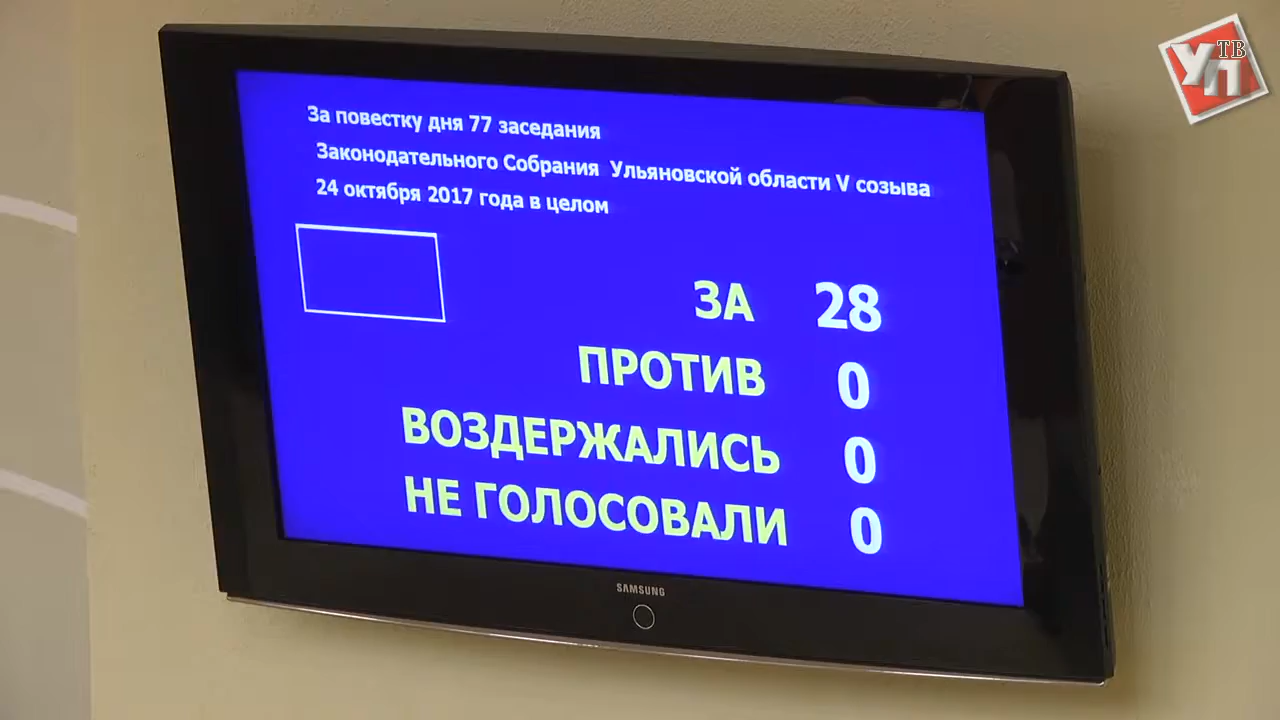 За повестку дня 77 заседания
Законодательного Собрания Ульяновской области V созыва
24 октября 2017 года в целом
ЗА 28
ПРОТИВ 0
ВОЗДЕРЖАЛИСЬ 0
НЕ ГОЛОСОВАЛИ 0
SAMSUNG
УП ТВ